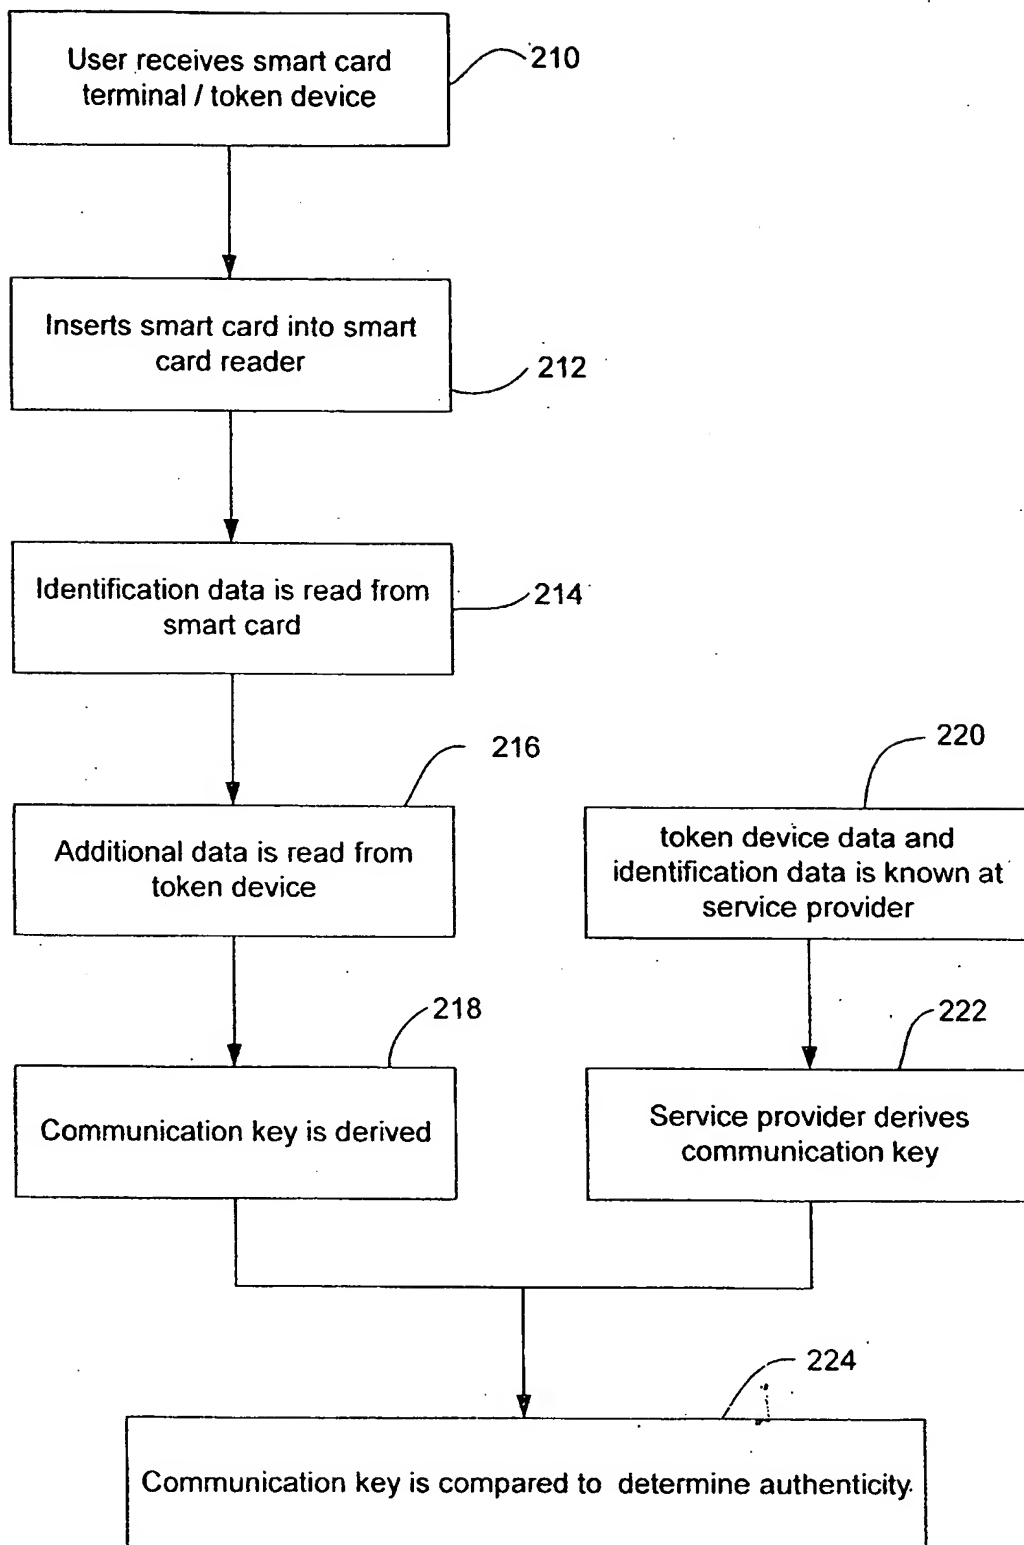 User receives smart card
terminal / token device
210
Inserts smart card into smart
card reader
212
Identification data is read from
smart card
214
216
Additional data is read from
token device
220
token device data and
identification data is known at
service provider
218
Communication key is derived
222
Service provider derives
communication key
224
Communication key is compared to determine authenticity.